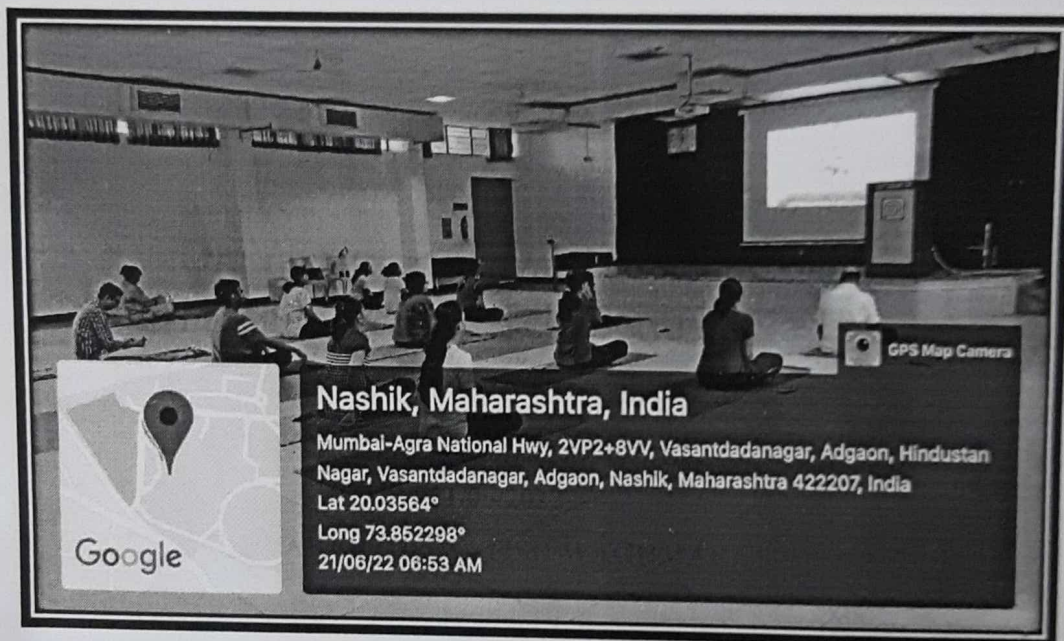 GPS Map Camera
Nashik, Maharashtra, India
Mumbai-Agra National Hwy, 2VP2+8VV, Vasantdadanagar, Adgaon, Hindustan
Nagar, Vasantdadanagar, Adgaon, Nashik, Maharashtra 422207, India
Lat 20.03564°
Long 73.852298°
21/06/22 06:53 AM
Google